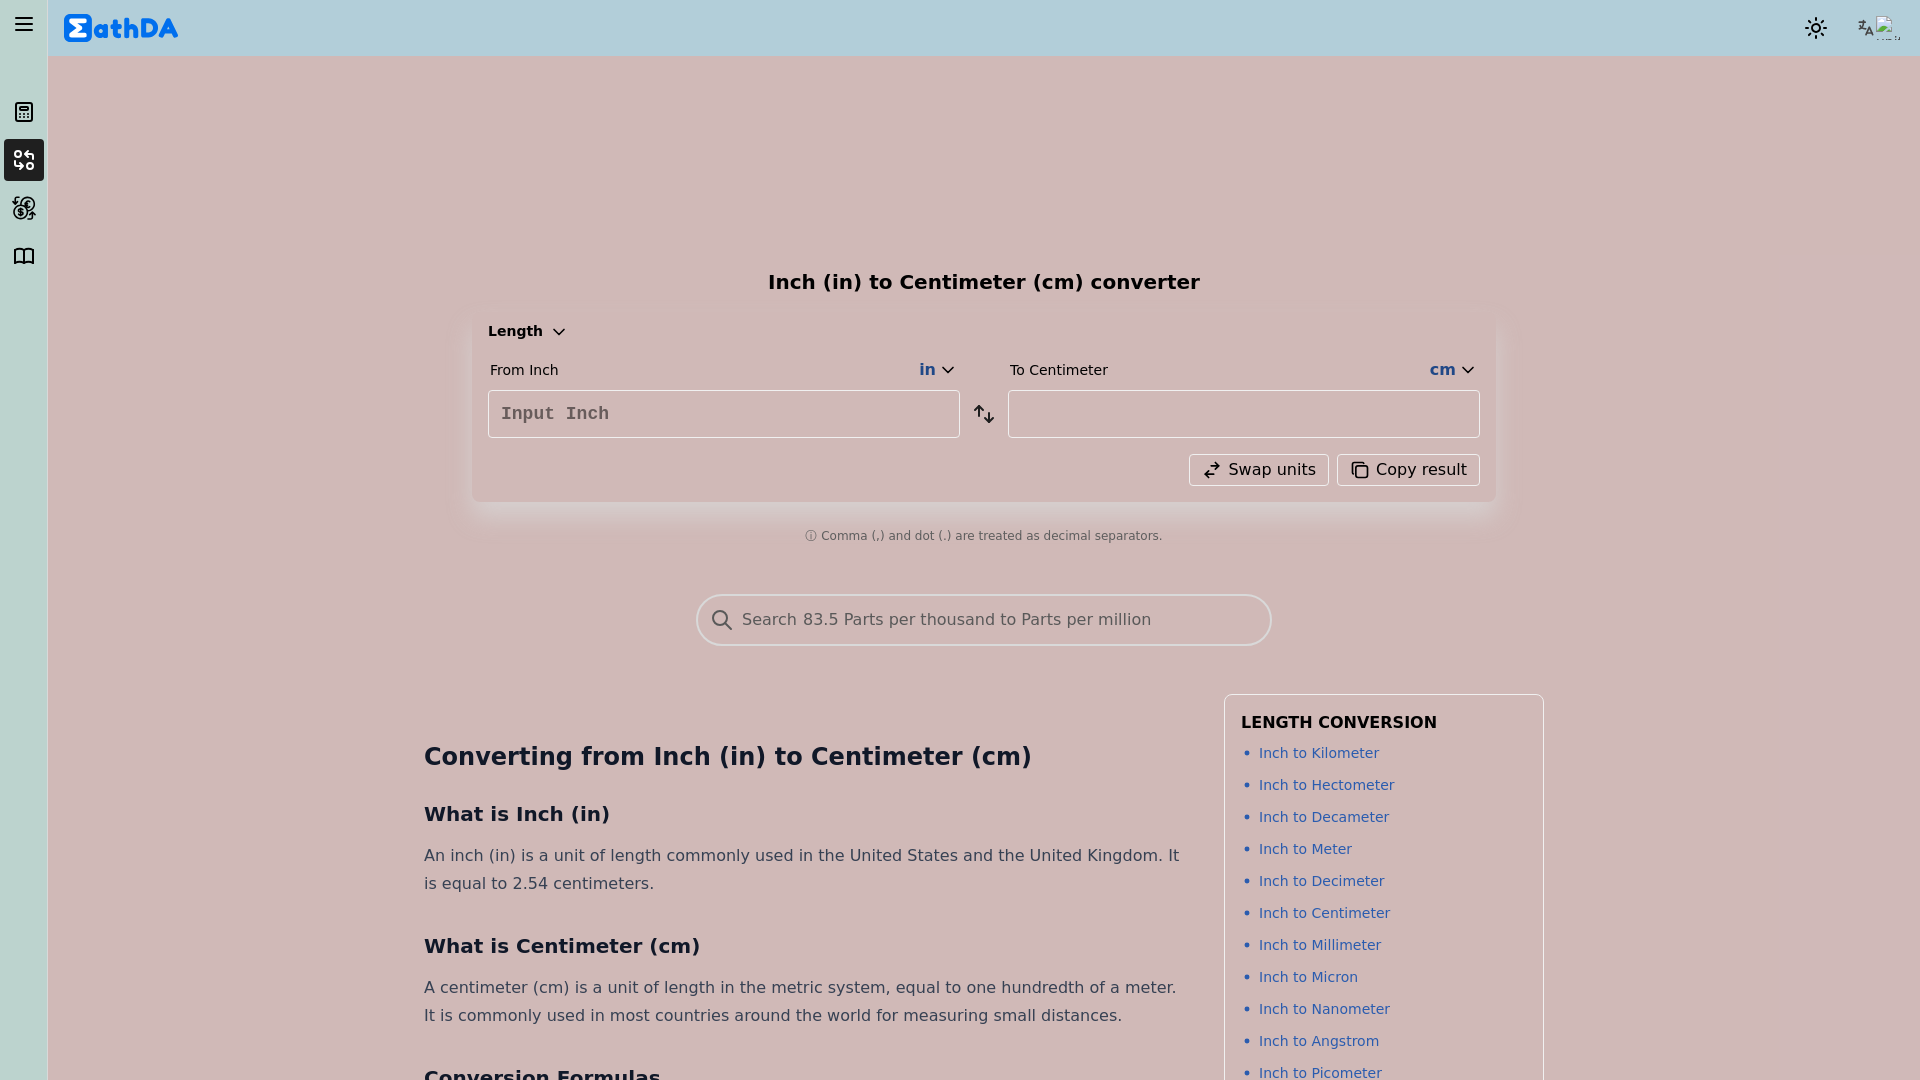 ΣathDA
Inch (in) to Centimeter (cm) converter
Length
From Inch
in
To Centimeter
cm
Input Inch
Swap units
Copy result
ⓘ Comma (,) and dot (.) are treated as decimal separators.
Search 83.5 Parts per thousand to Parts per million
Converting from Inch (in) to Centimeter (cm)
What is Inch (in)
An inch (in) is a unit of length commonly used in the United States and the United Kingdom. It
is equal to 2.54 centimeters.
What is Centimeter (cm)
A centimeter (cm) is a unit of length in the metric system, equal to one hundredth of a meter.
It is commonly used in most countries around the world for measuring small distances.
Conversion Formulas
LENGTH CONVERSION
• Inch to Kilometer
• Inch to Hectometer
• Inch to Decameter
• Inch to Meter
• Inch to Decimeter
• Inch to Centimeter
• Inch to Millimeter
• Inch to Micron
• Inch to Nanometer
• Inch to Angstrom
• Inch to Picometer